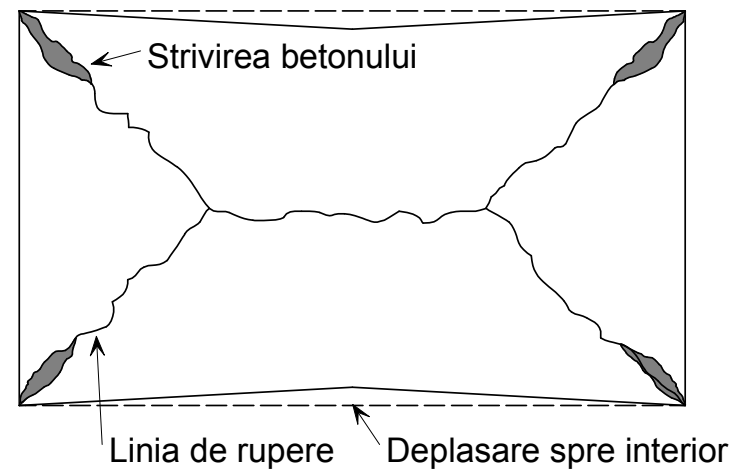 Strivirea betonului
Linia de rupere
Deplasare spre interior